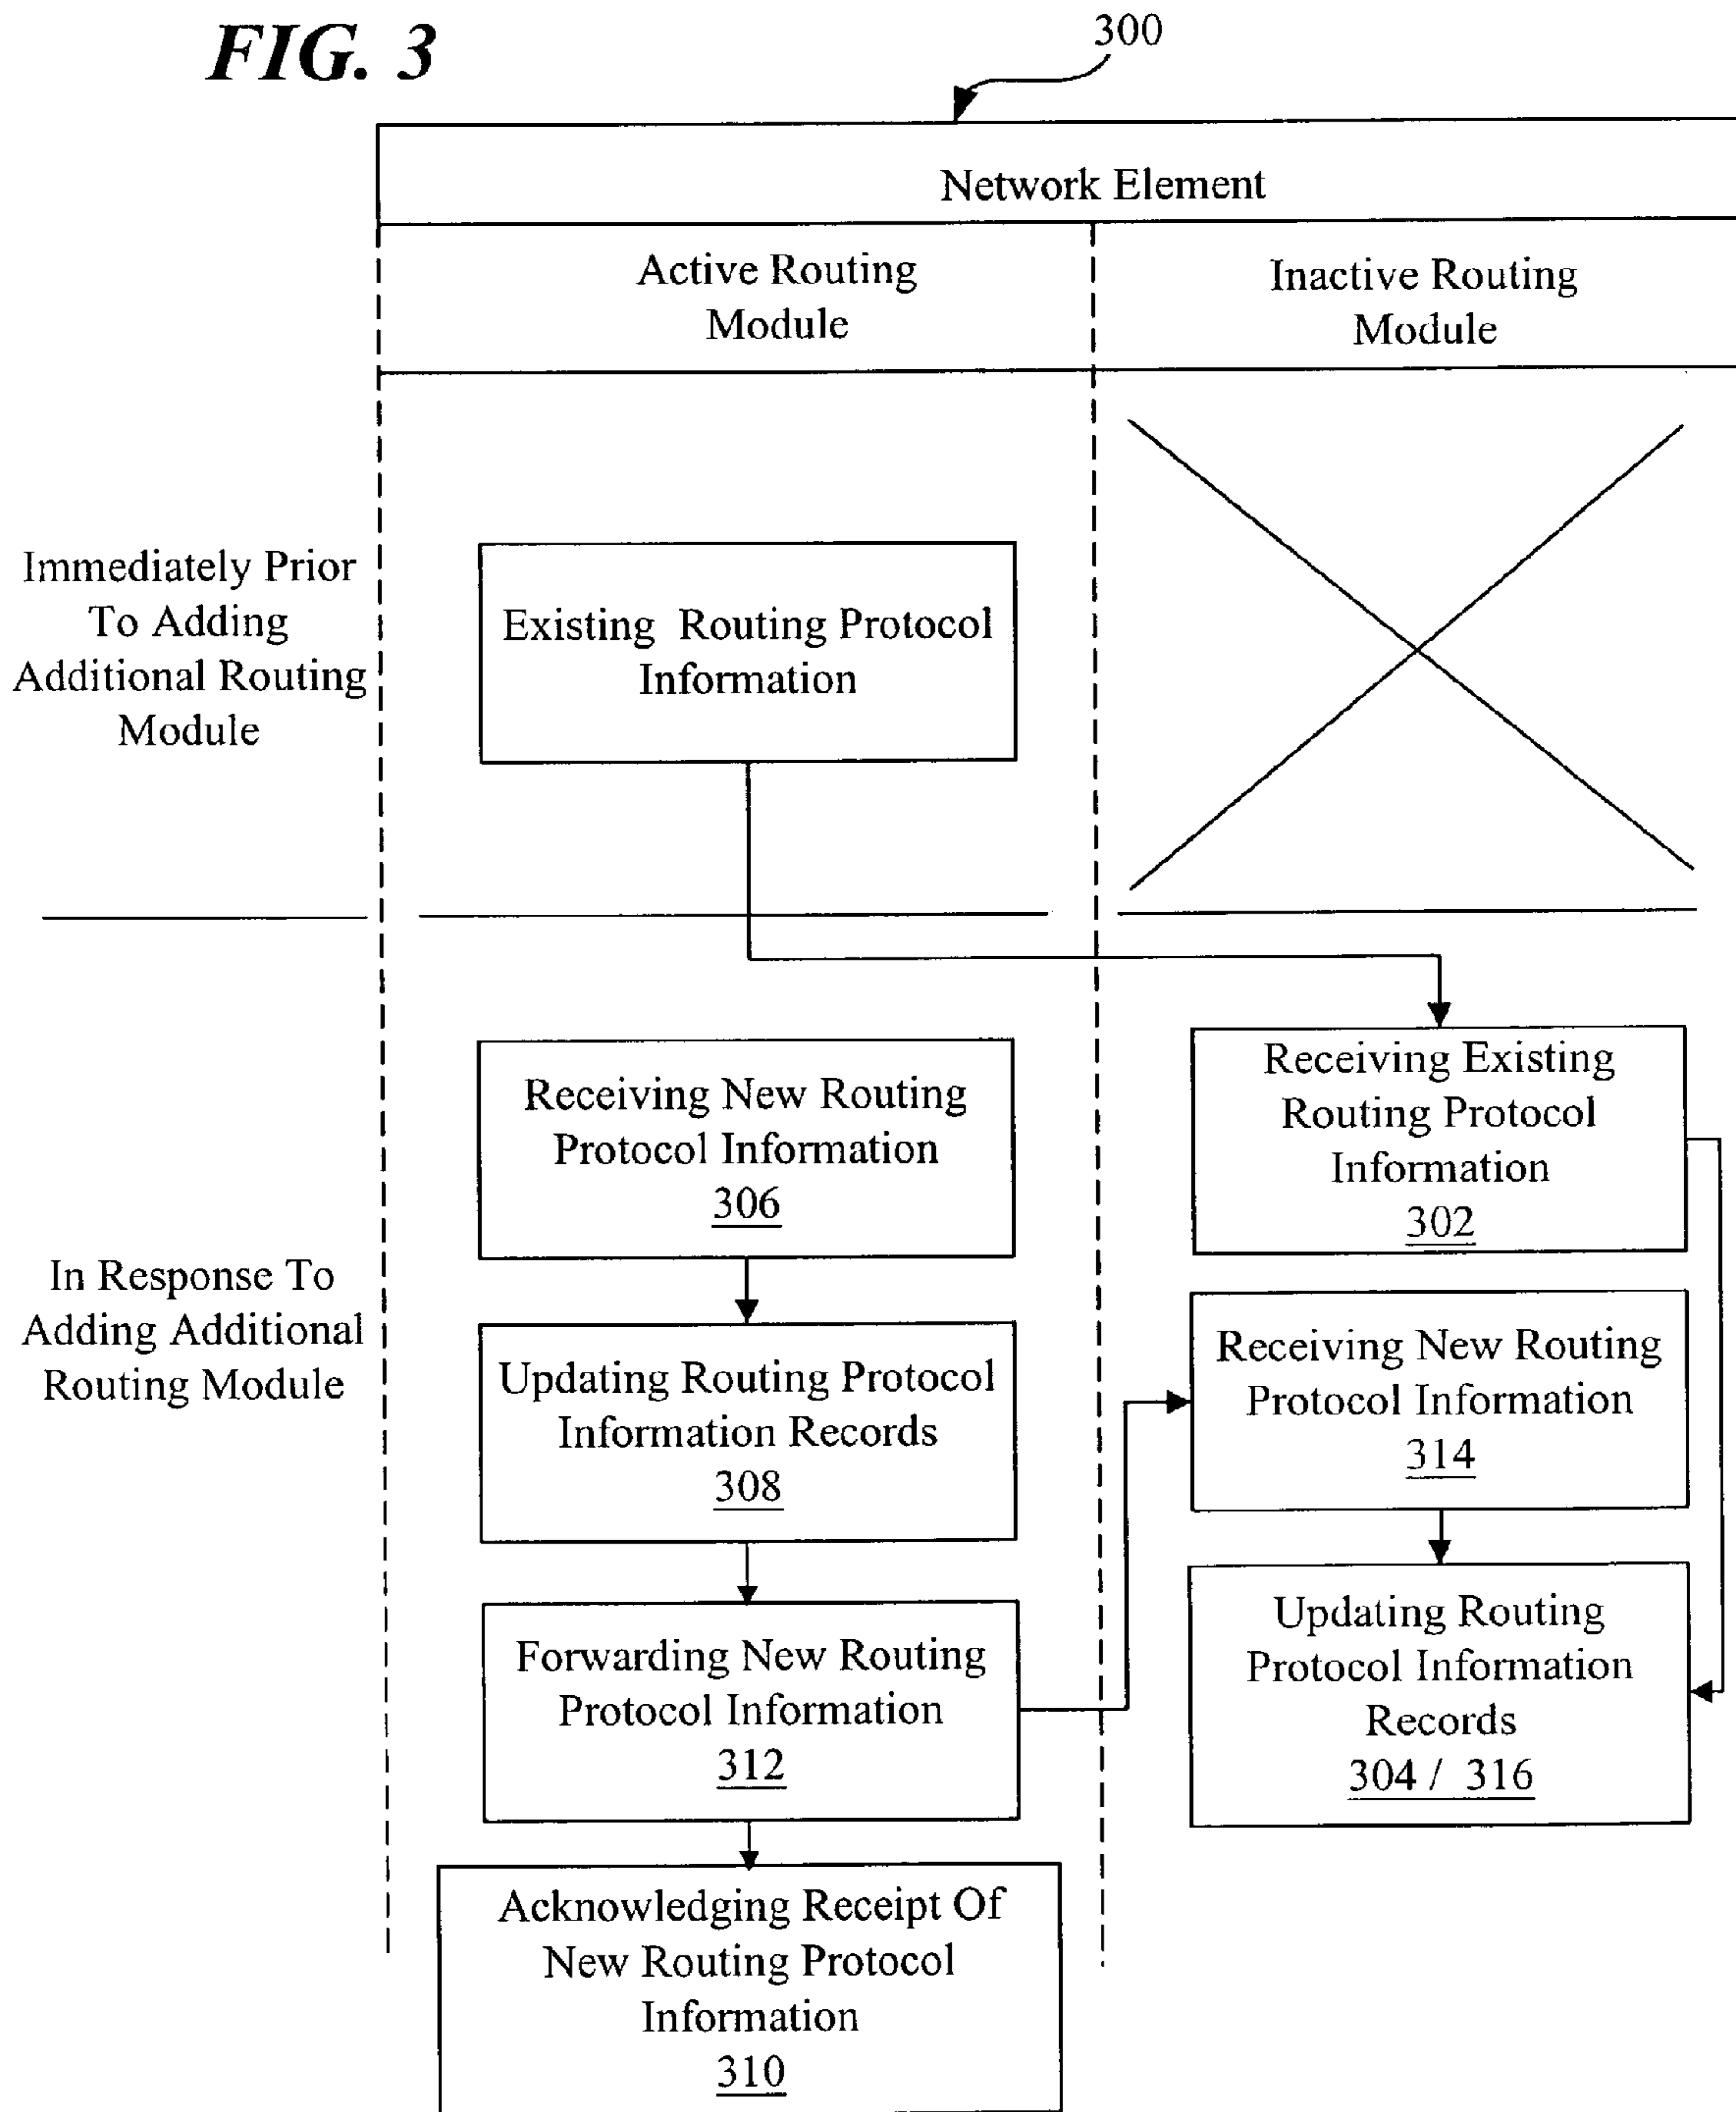 FIG. 3
300
Network Element
Active Routing
Module
Inactive Routing
Module
Immediately Prior
To Adding
Additional Routing
Module
Existing Routing Protocol
Information
In Response To
Adding Additional
Routing Module
Receiving New Routing
Protocol Information
306
Updating Routing Protocol
Information Records
308
Forwarding New Routing
Protocol Information
312
Acknowledging Receipt Of
New Routing Protocol
Information
310
Receiving Existing
Routing Protocol
Information
302
Receiving New Routing
Protocol Information
314
Updating Routing
Protocol Information
Records
304 / 316